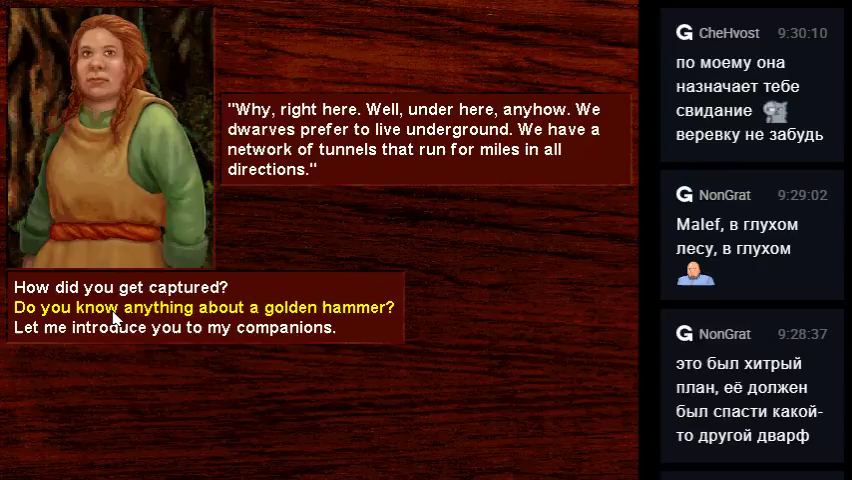 "Why, right here. Well, under here, anyhow. We
dwarves prefer to live underground. We have a
network of tunnels that run for miles in all
directions."
How did you get captured?
Do you know anything about a golden hammer?
Let me introduce you to my companions.
G CheHvost 9:30:10
по моему она
назначает тебе
свидание
веревку не забудь
G NonGrat 9:29:02
Malef, в глухом
лесу, в глухом
G NonGrat 9:28:37
это был хитрый
план, её должен
был спасти какой-
то другой дварф